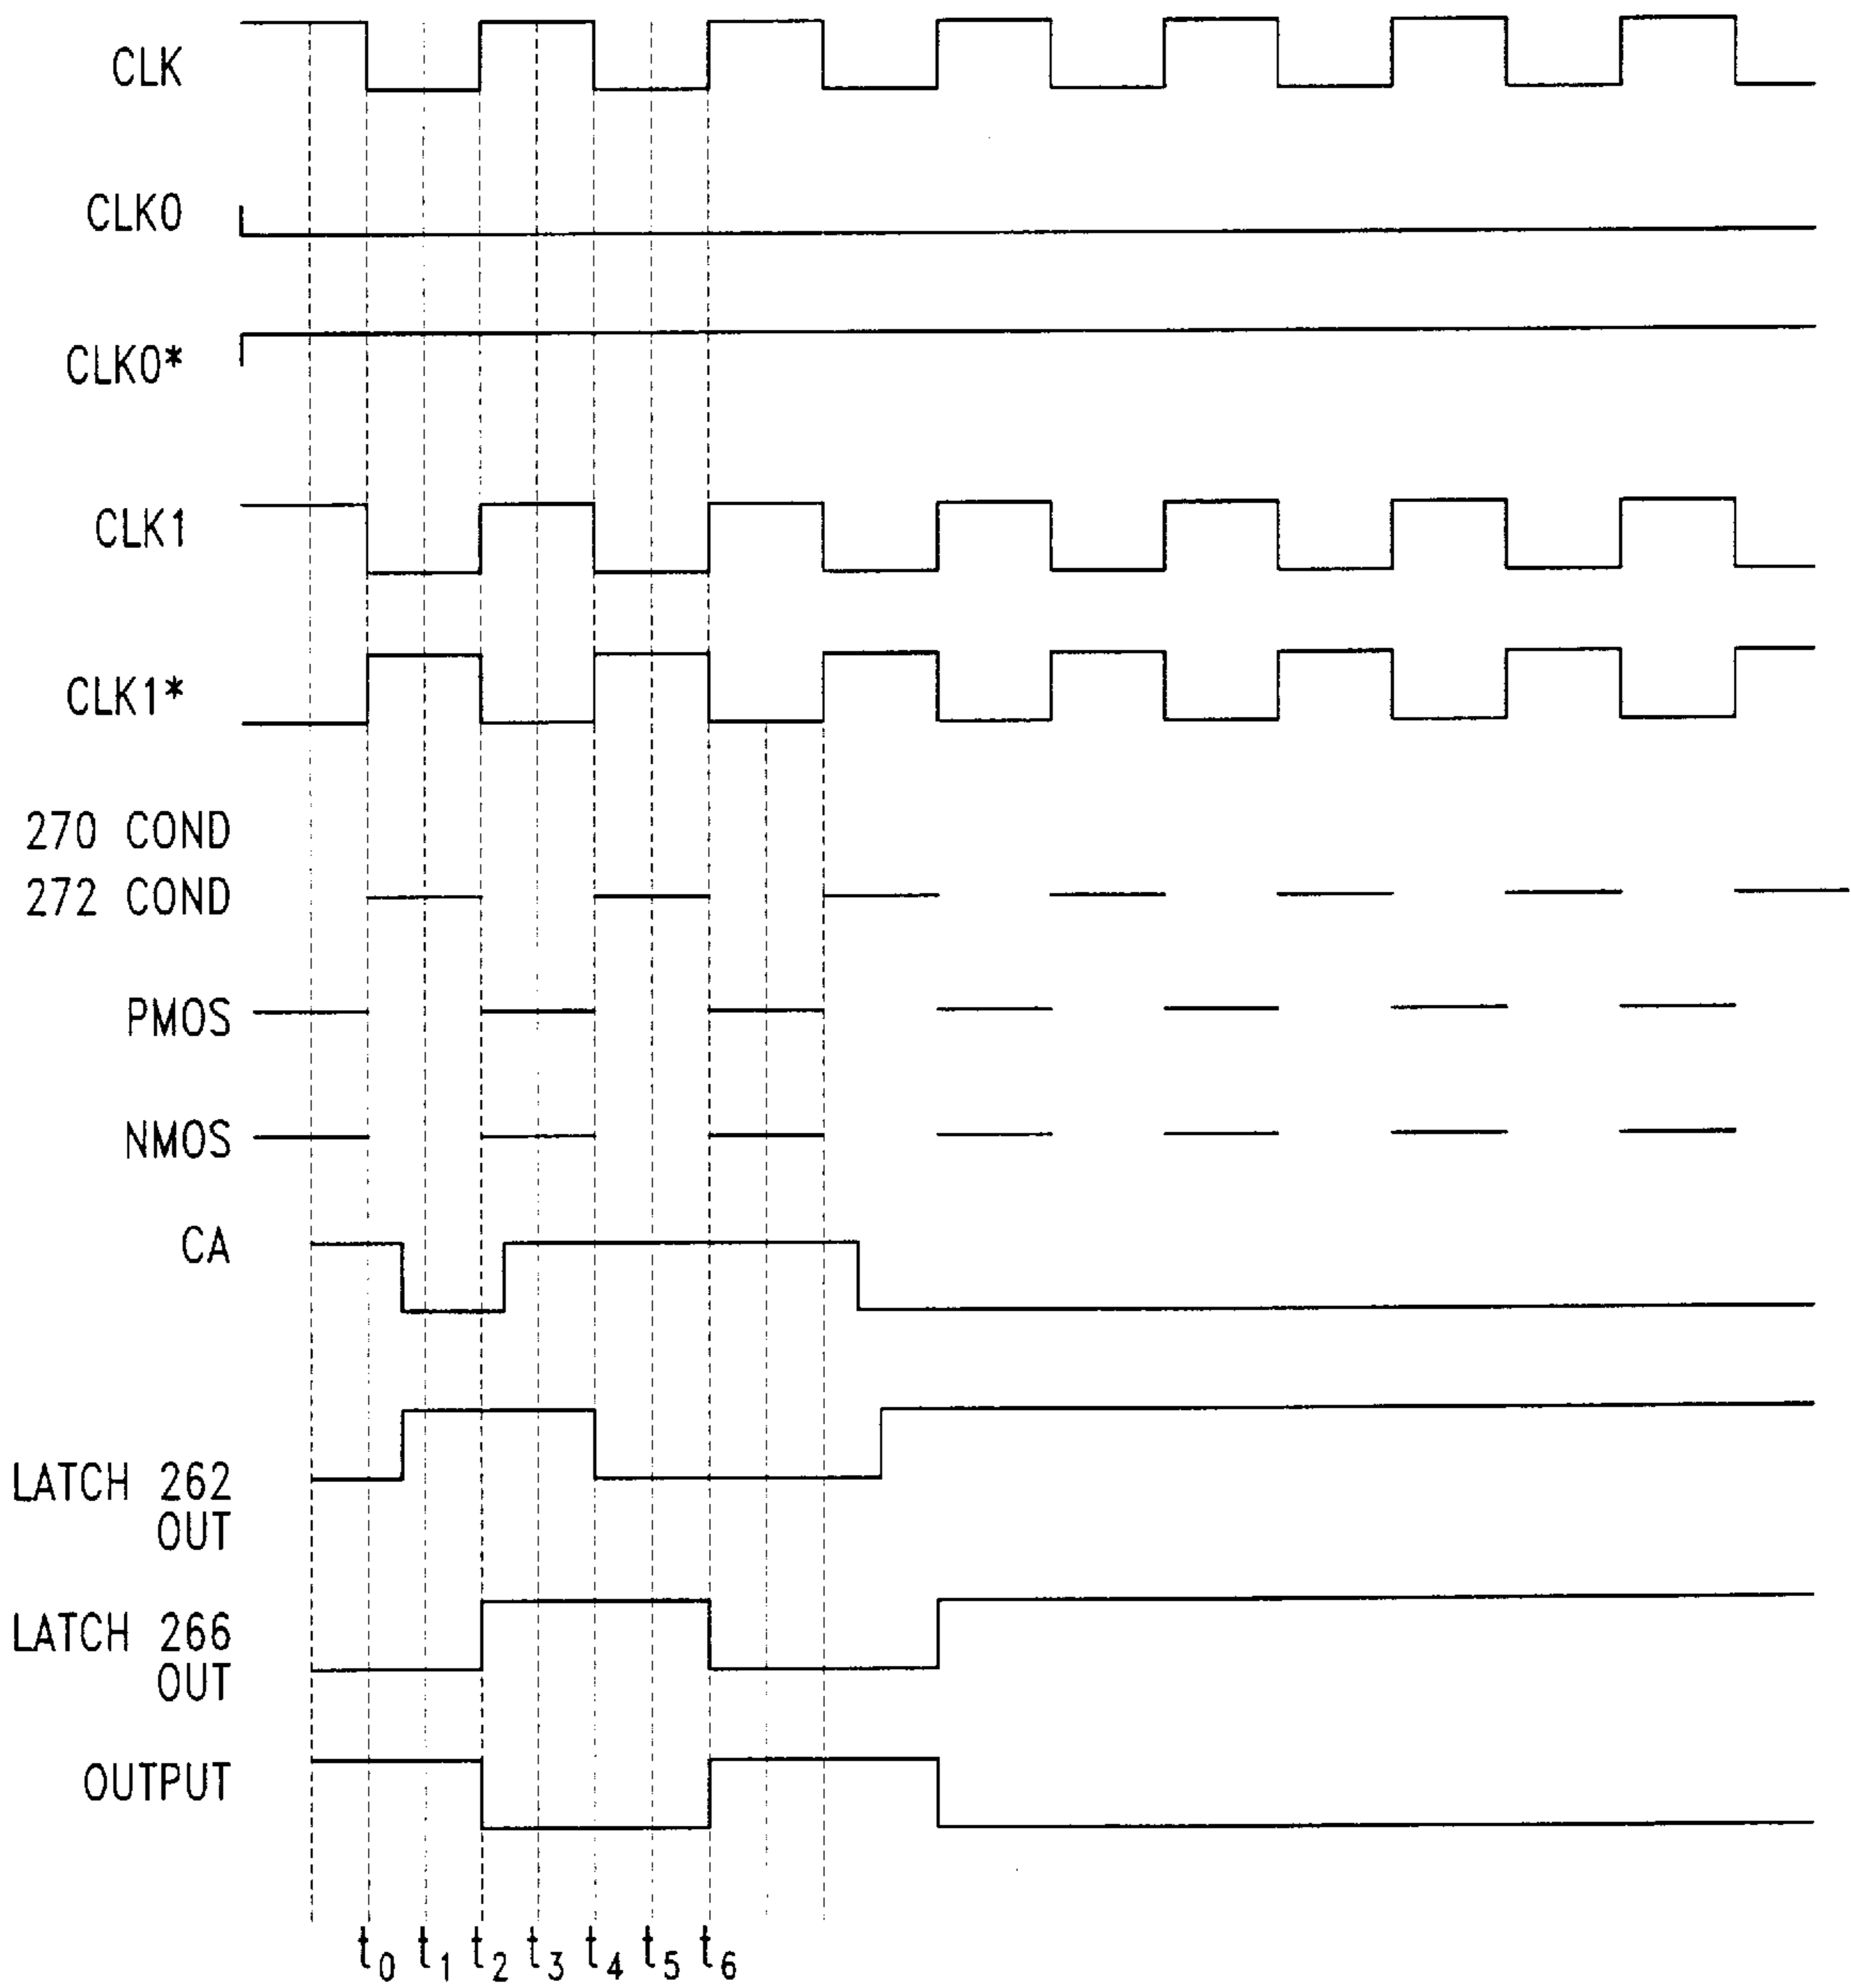 CLK
CLK0
CLK0*
CLK1
CLK1*
270 COND
272 COND
PMOS
NMOS
CA
LATCH 262
OUT
LATCH 266
OUT
OUTPUT
t0 t1 t2 t3 t4 t5 t6